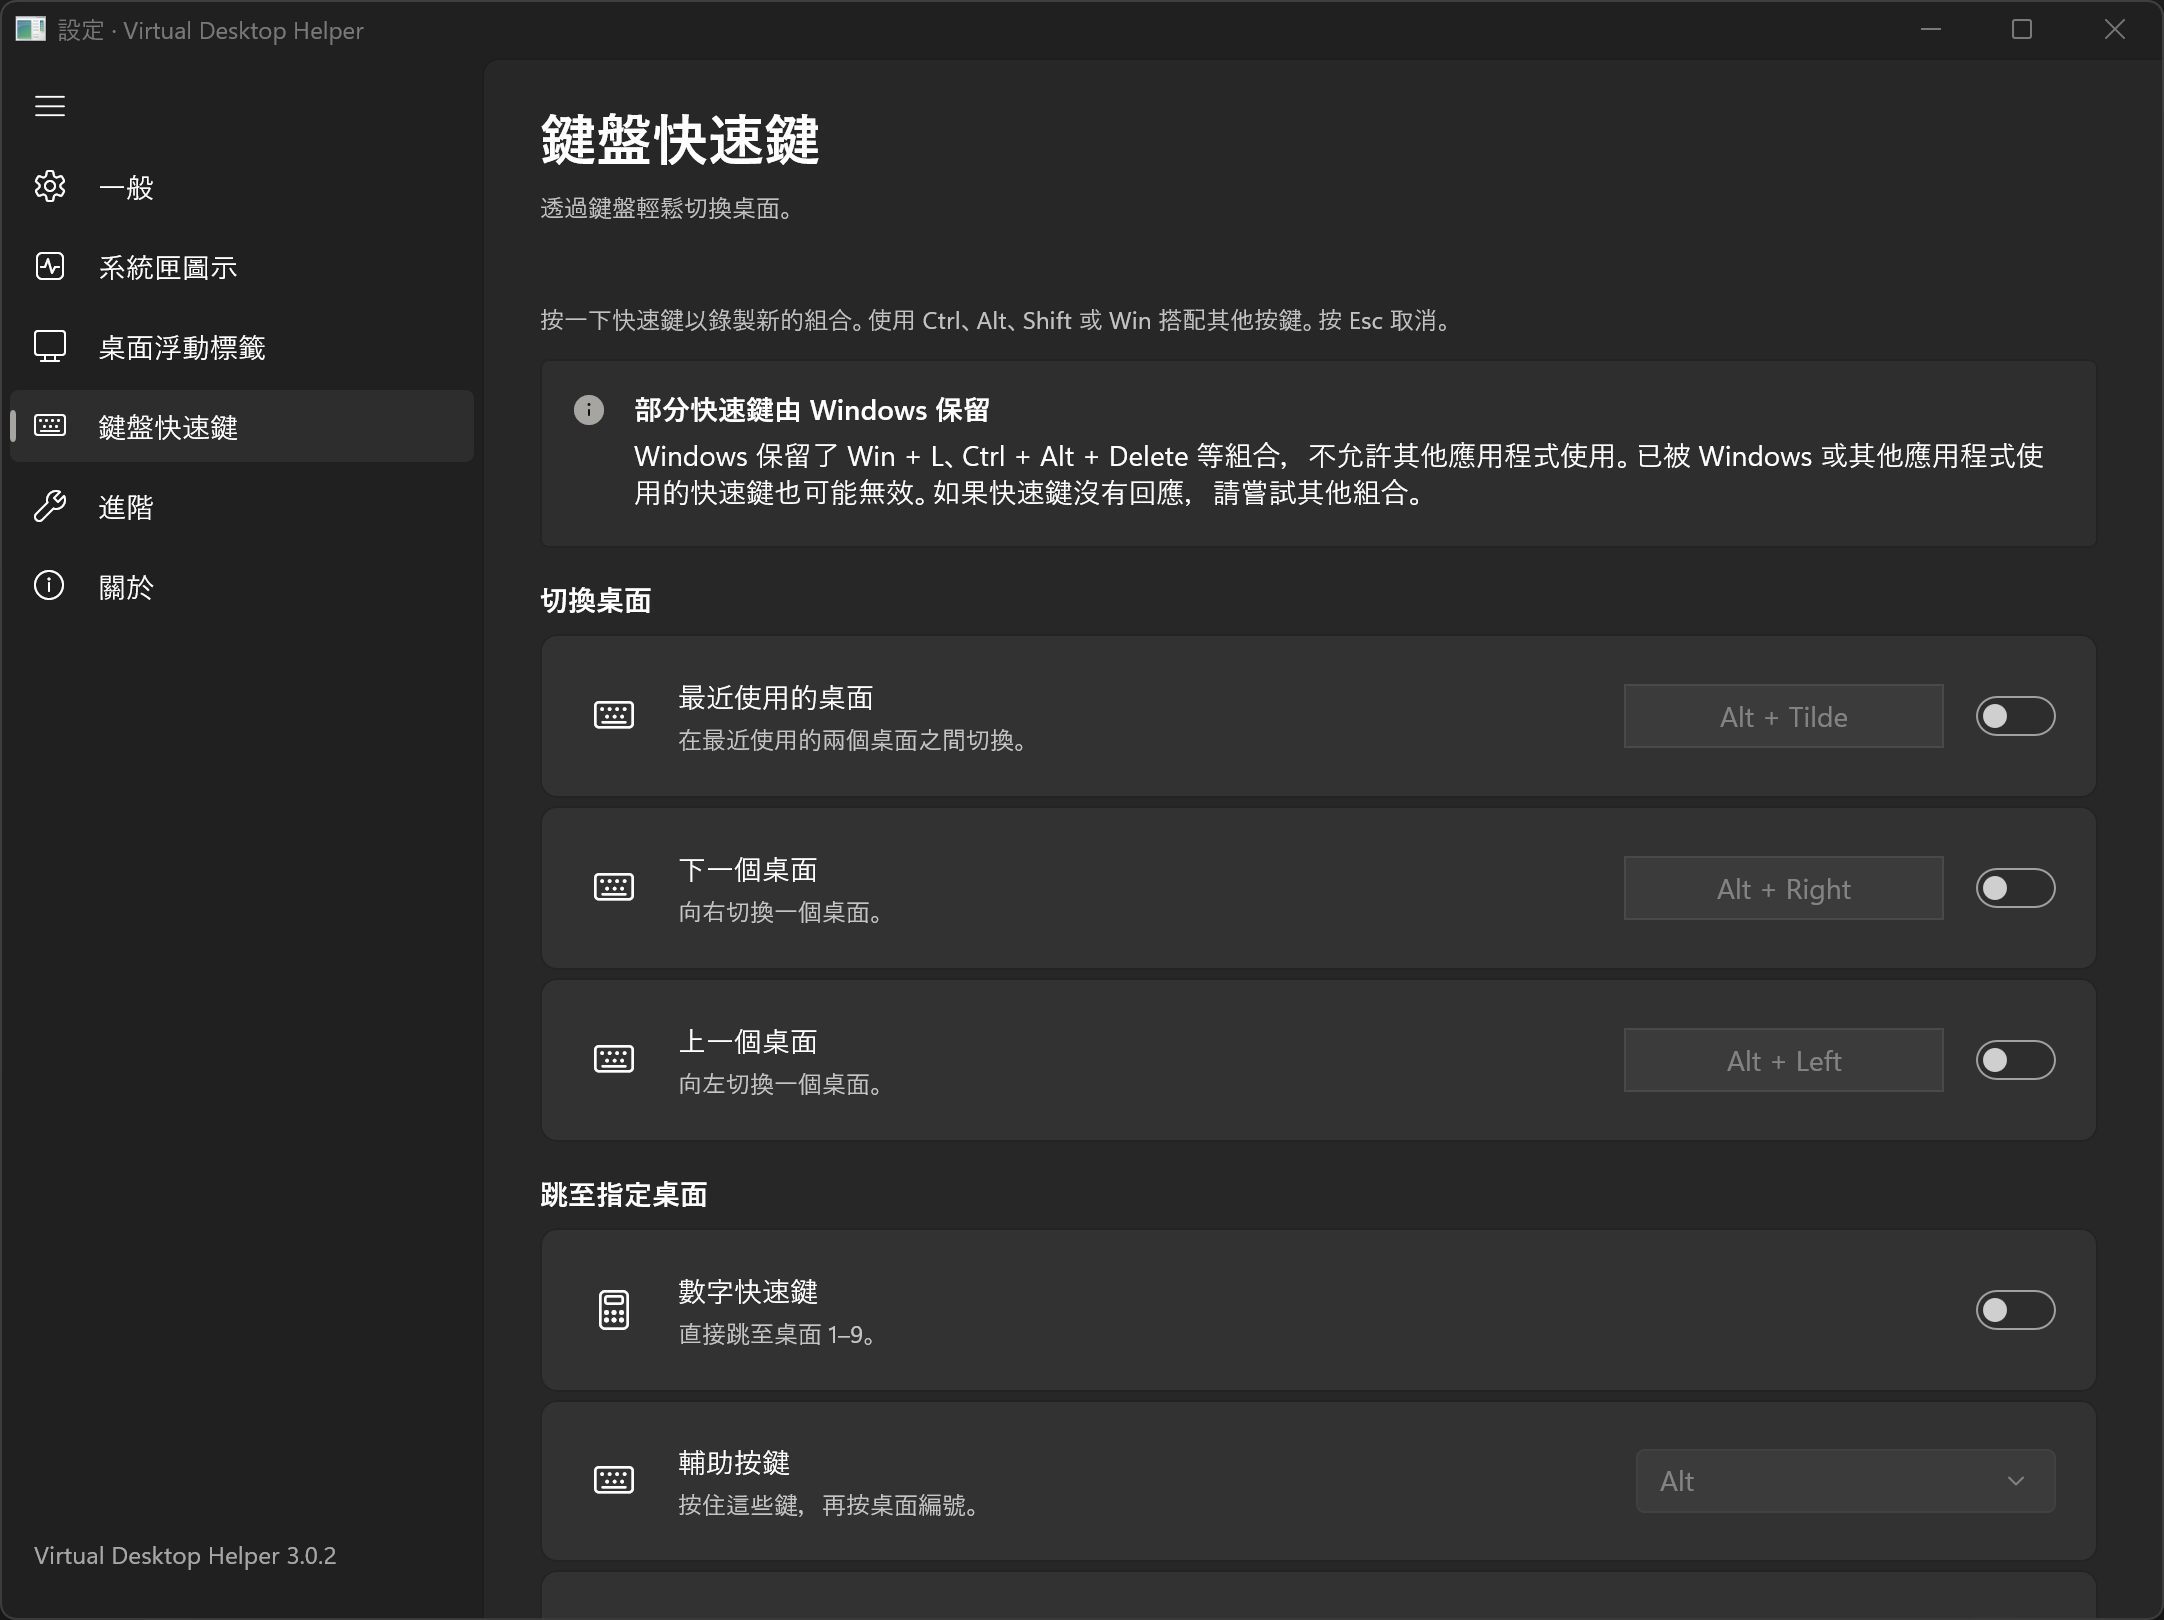 設定 · Virtual Desktop Helper
一般
系統匣圖示
桌面浮動標籤
鍵盤快速鍵
進階
關於
Virtual Desktop Helper 3.0.2
鍵盤快速鍵
透過鍵盤輕鬆切換桌面。
按一下快速鍵以錄製新的組合。使用 Ctrl、Alt、Shift 或 Win 搭配其他按鍵。按 Esc 取消。
部分快速鍵由 Windows 保留
Windows 保留了 Win + L、Ctrl + Alt + Delete 等組合，不允許其他應用程式使用。已被 Windows 或其他應用程式使
用的快速鍵也可能無效。如果快速鍵沒有回應，請嘗試其他組合。
切換桌面
最近使用的桌面
在最近使用的兩個桌面之間切換。
Alt + Tilde
下一個桌面
向右切換一個桌面。
Alt + Right
上一個桌面
向左切換一個桌面。
Alt + Left
跳至指定桌面
數字快速鍵
直接跳至桌面 1–9。
輔助按鍵
按住這些鍵，再按桌面編號。
Alt